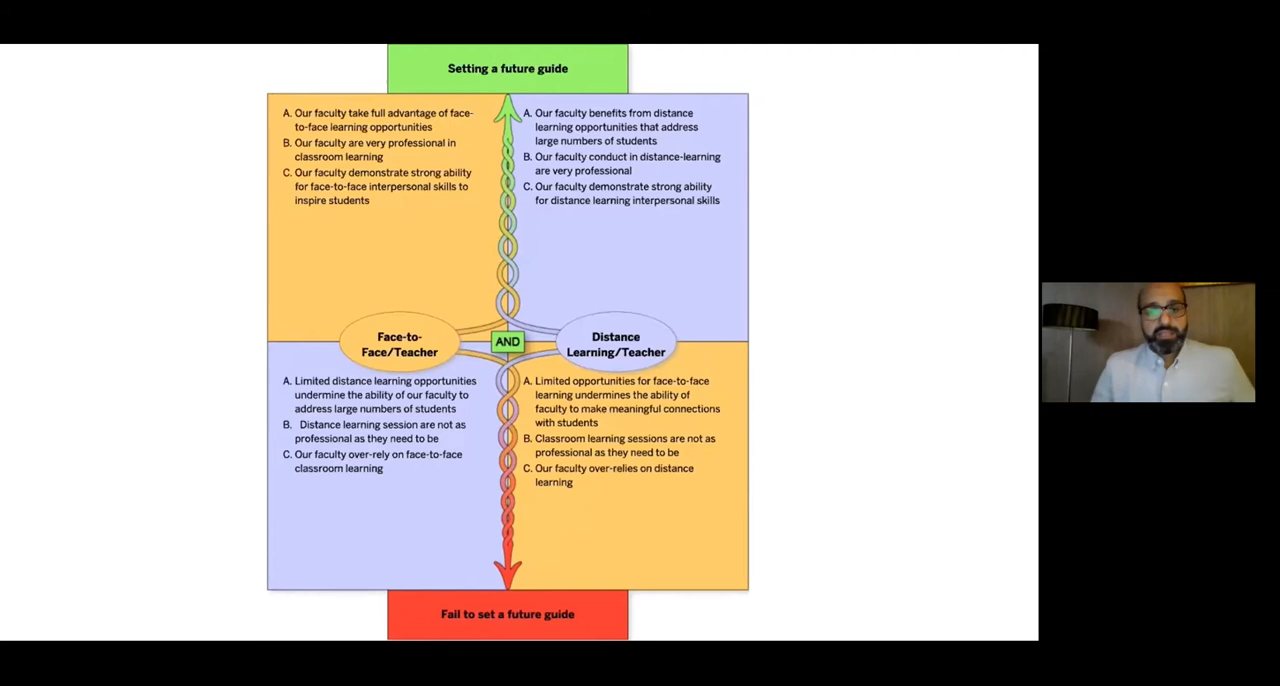 Setting a future guide
A. Our faculty take full advantage of face-
to-face learning opportunities
B. Our faculty are very professional in
classroom learning
C. Our faculty demonstrate strong ability
for face-to-face interpersonal skills to
inspire students
A. Our faculty benefits from distance
learning opportunities that address
large numbers of students
B. Our faculty conduct in distance-learning
are very professional
C. Our faculty demonstrate strong ability
for distance learning interpersonal skills
Face-to-
Face/Teacher
AND
Distance
Learning/Teacher
A. Limited distance learning opportunities
undermine the ability of our faculty to
address large numbers of students
B. Distance learning session are not as
professional as they need to be
C. Our faculty over-rely on face-to-face
classroom learning
A. Limited opportunities for face-to-face
learning undermines the ability of
faculty to make meaningful connections
with students
B. Classroom learning sessions are not as
professional as they need to be
C. Our faculty over-relies on distance
learning
Fail to set a future guide